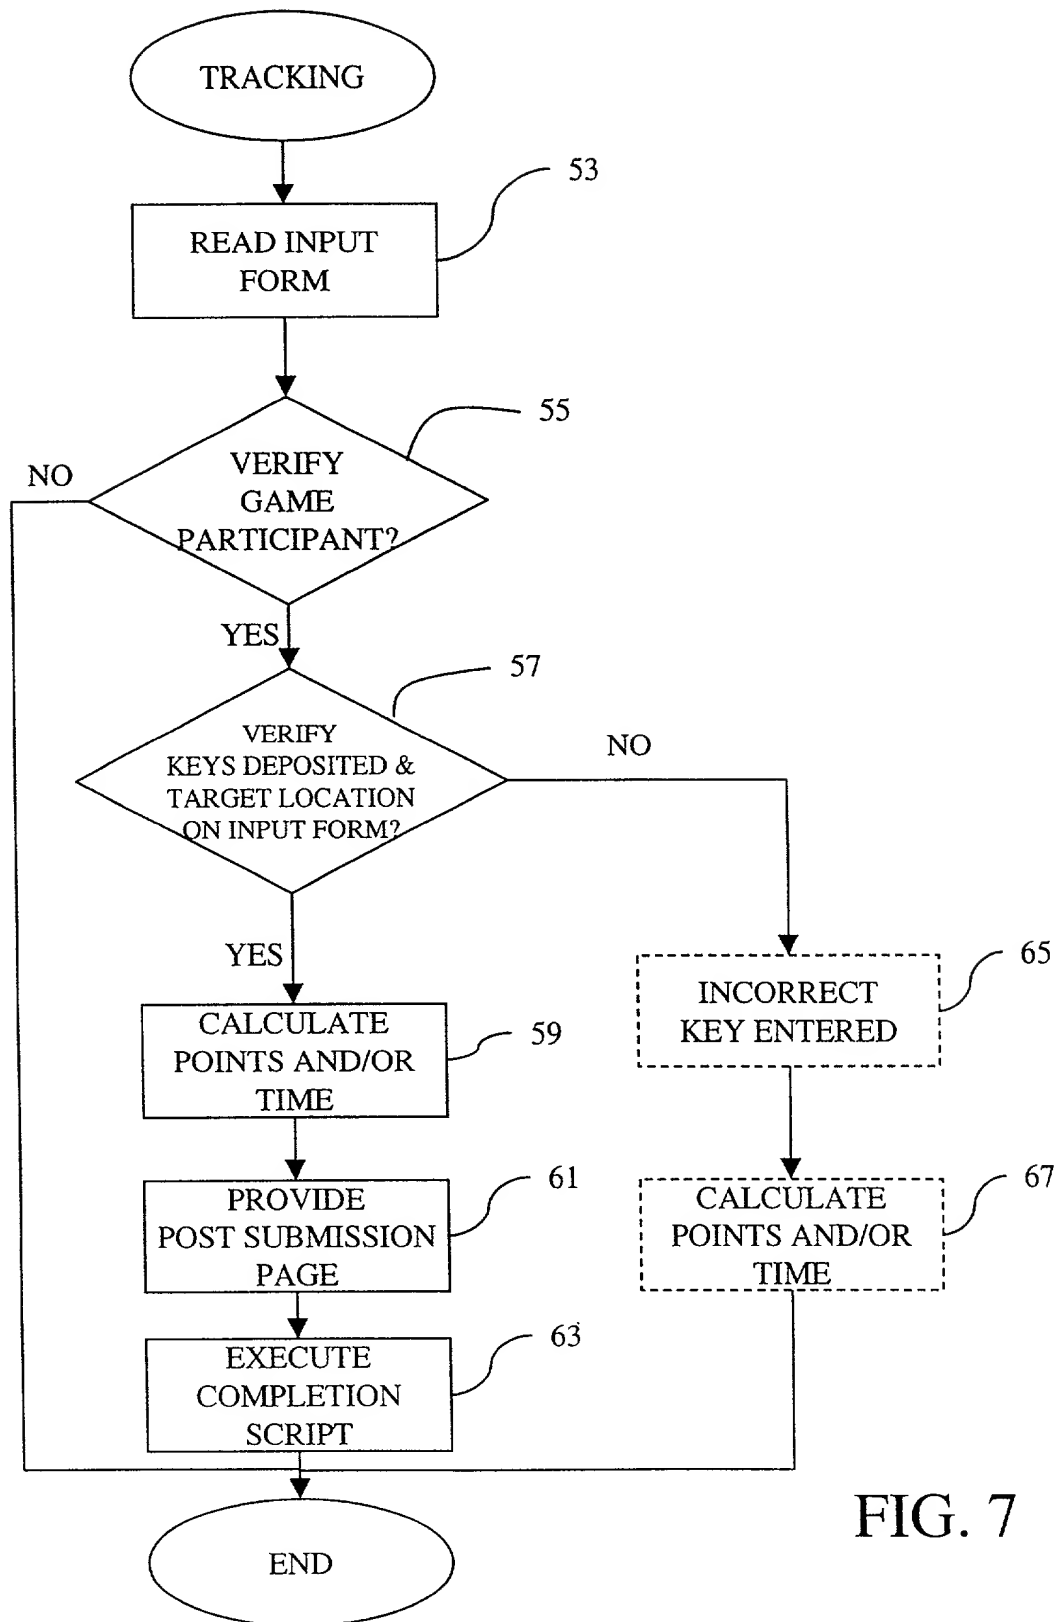 TRACKING
53
READ INPUT
FORM
55
NO
VERIFY
GAME
PARTICIPANT?
YES
57
VERIFY
KEYS DEPOSITED &
TARGET LOCATION
ON INPUT FORM?
NO
YES
65
INCORRECT
KEY ENTERED
59
CALCULATE
POINTS AND/OR
TIME
61
PROVIDE
POST SUBMISSION
PAGE
67
CALCULATE
POINTS AND/OR
TIME
63
EXECUTE
COMPLETION
SCRIPT
END
FIG. 7